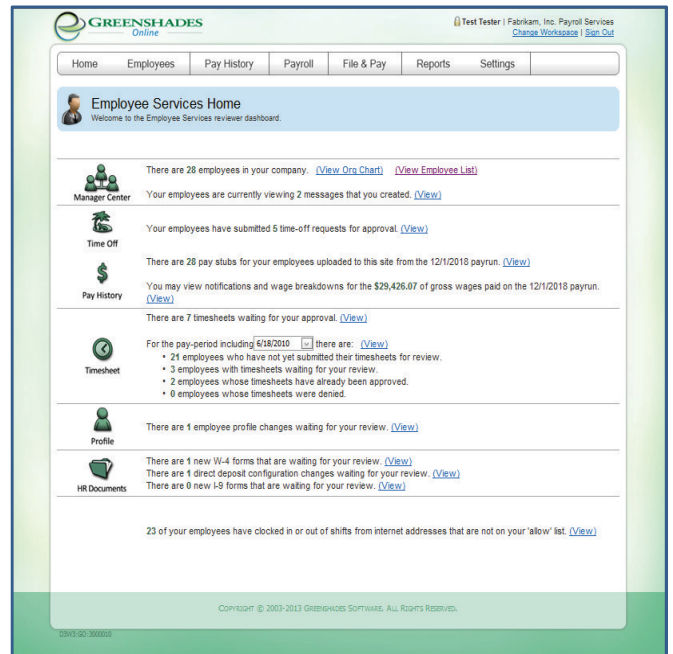 GREENSHADES
Online
Test Tester | Fabrikam, Inc. Payroll Services
Change Workspace | Sign Out
Home Employees Pay History Payroll File & Pay Reports Settings
Employee Services Home
Welcome to the Employee Services reviewer dashboard.
There are 28 employees in your company. (View Org Chart) (View Employee List)
Your employees are currently viewing 2 messages that you created. (View)
Manager Center
Your employees have submitted 5 time-off requests for approval. (View)
Time Off
There are 28 pay stubs for your employees uploaded to this site from the 12/1/2018 payrun. (View)
You may view notifications and wage breakdowns for the $29,426.07 of gross wages paid on the 12/1/2018 payrun.
(View)
Pay History
There are 7 timesheets waiting for your approval. (View)
For the pay-period including 6/18/2010 there are: (View)
• 21 employees who have not yet submitted their timesheets for review.
• 3 employees with timesheets waiting for your review.
• 2 employees whose timesheets have already been approved.
• 0 employees whose timesheets were denied.
Timesheet
There are 1 employee profile changes waiting for your review. (View)
Profile
There are 1 new W-4 forms that are waiting for your review. (View)
There are 1 direct deposit configuration changes waiting for your review. (View)
There are 0 new I-9 forms that are waiting for your review. (View)
HR Documents
23 of your employees have clocked in or out of shifts from internet addresses that are not on your 'allow' list. (View)
COPYRIGHT © 2003-2013 GREENSHADES SOFTWARE. ALL RIGHTS RESERVED.